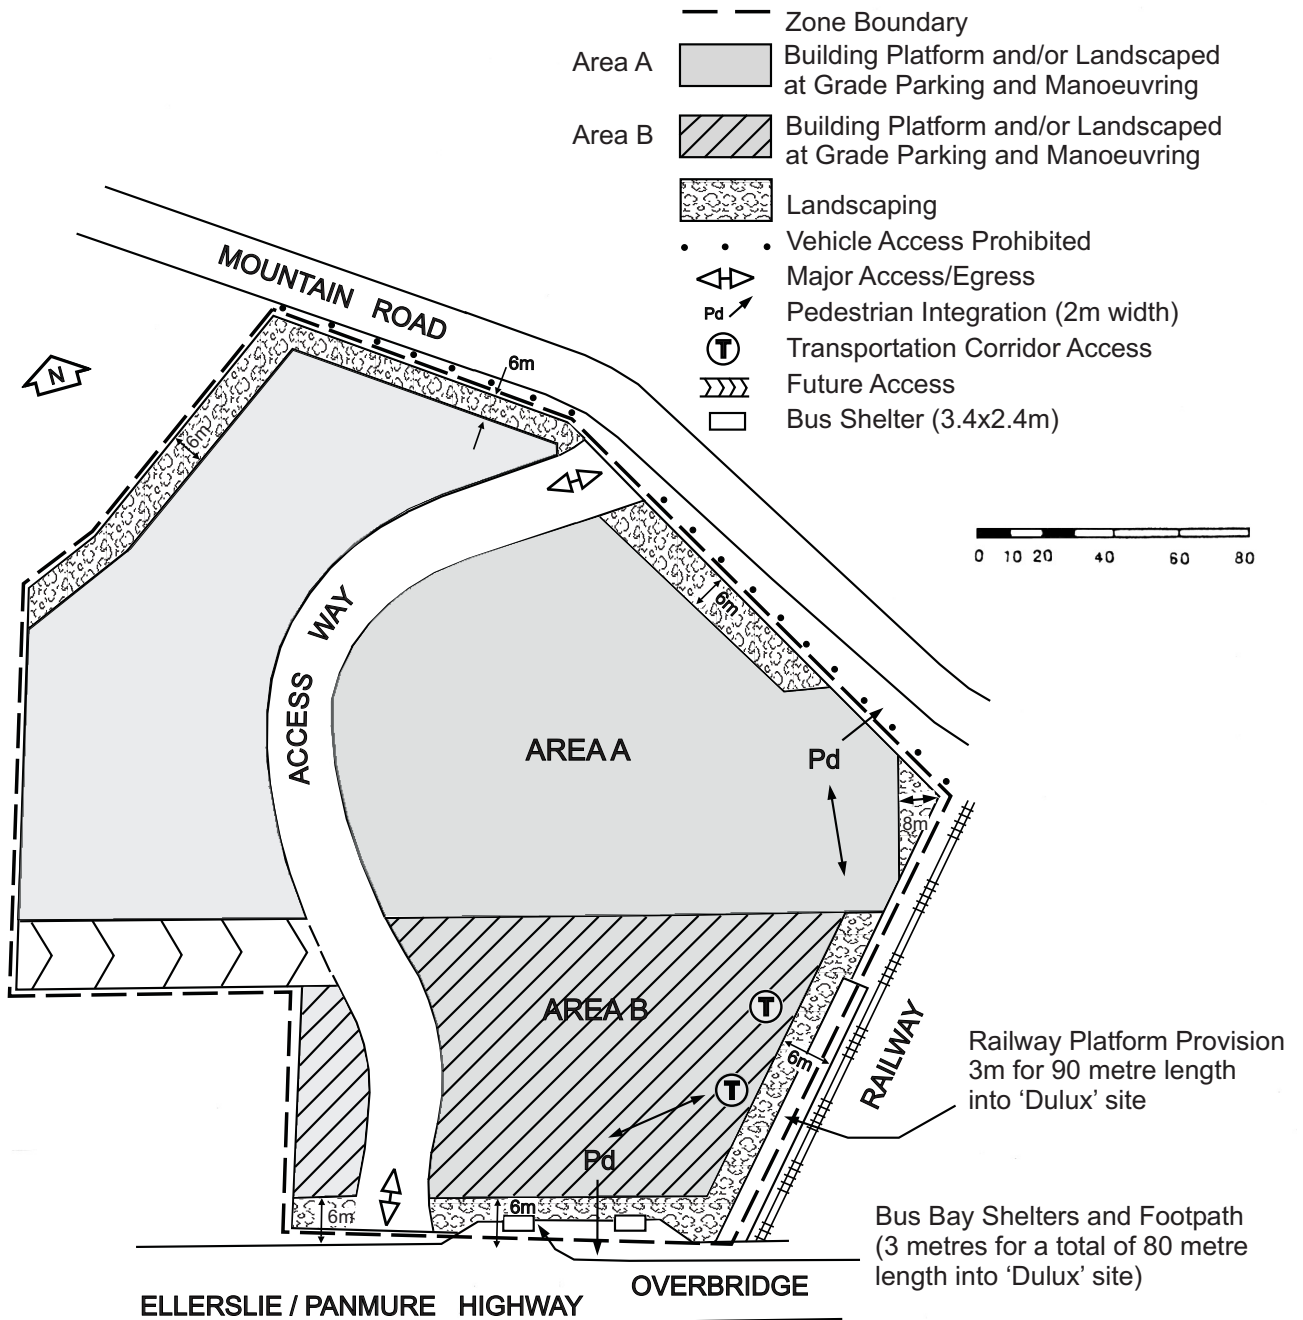 Zone Boundary
Area A
Building Platform and/or Landscaped
at Grade Parking and Manoeuvring
Area B
Building Platform and/or Landscaped
at Grade Parking and Manoeuvring
Landscaping
Vehicle Access Prohibited
Major Access/Egress
Pd
Pedestrian Integration (2m width)
T
Transportation Corridor Access
Future Access
Bus Shelter (3.4x2.4m)
MOUNTAIN ROAD
N
6m
6m
0 10 20 40 60 80
6m
ACCESS WAY
AREA A
Pd
8m
AREA B
T
6m
T
RAILWAY
Railway Platform Provision
3m for 90 metre length
into ‘Dulux’ site
Pd
6m
6m
Bus Bay Shelters and Footpath
(3 metres for a total of 80 metre
length into ‘Dulux’ site)
OVERBRIDGE
ELLERSLIE / PANMURE HIGHWAY